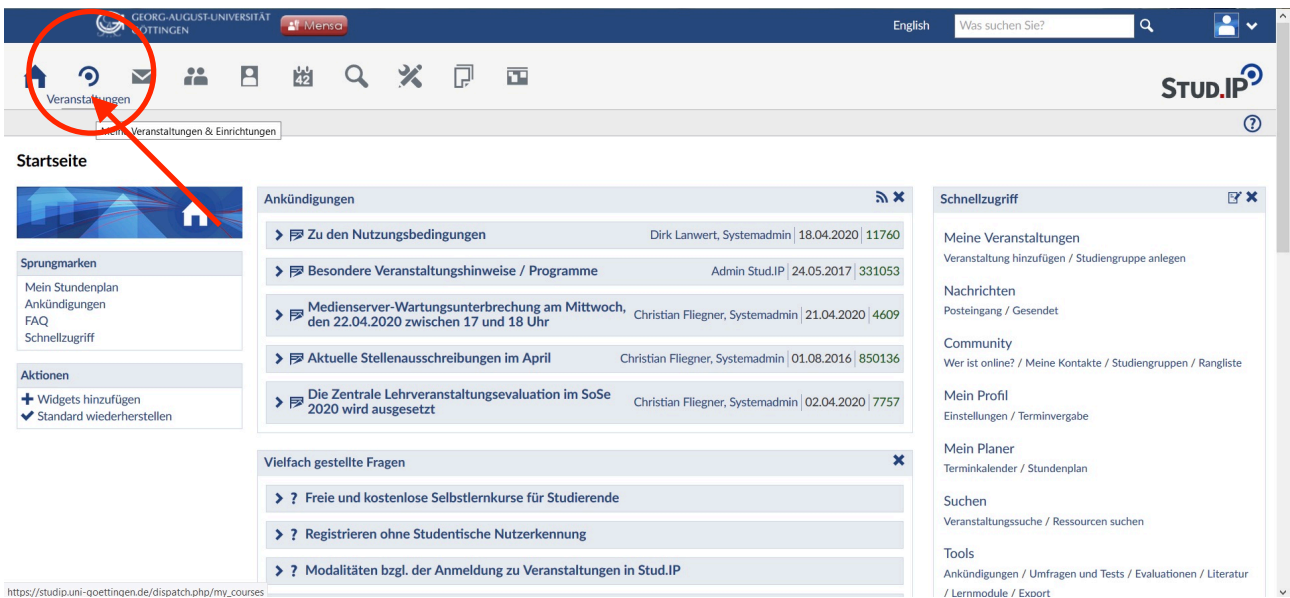 GEORG-AUGUST-UNIVERSITÄT
GÖTTINGEN
Mensa
English
Was suchen Sie?
42
Veranstaltungen
STUD.IP
Meine Veranstaltungen & Einrichtungen
?
Startseite
Sprungmarken
Mein Stundenplan
Ankündigungen
FAQ
Schnellzugriff
Aktionen
Widgets hinzufügen
Standard wiederherstellen
Ankündigungen
Zu den Nutzungsbedingungen Dirk Lanwert, Systemadmin 18.04.2020 11760
Besondere Veranstaltungshinweise / Programme Admin Stud.IP 24.05.2017 331053
Medienserver-Wartungsunterbrechung am Mittwoch,
den 22.04.2020 zwischen 17 und 18 Uhr Christian Fliegner, Systemadmin 21.04.2020 4609
Aktuelle Stellenausschreibungen im April Christian Fliegner, Systemadmin 01.08.2016 850136
Die Zentrale Lehrveranstaltungsevaluation im SoSe
2020 wird ausgesetzt Christian Fliegner, Systemadmin 02.04.2020 7757
Vielfach gestellte Fragen
? Freie und kostenlose Selbstlernkurse für Studierende
? Registrieren ohne Studentische Nutzerkennung
? Modalitäten bzgl. der Anmeldung zu Veranstaltungen in Stud.IP
Schnellzugriff
Meine Veranstaltungen
Veranstaltung hinzufügen / Studiengruppe anlegen
Nachrichten
Posteingang / Gesendet
Community
Wer ist online? / Meine Kontakte / Studiengruppen / Rangliste
Mein Profil
Einstellungen / Terminvergabe
Mein Planer
Terminkalender / Stundenplan
Suchen
Veranstaltungssuche / Ressourcen suchen
Tools
Ankündigungen / Umfragen und Tests / Evaluationen / Literatur
/ Lernmodule / Export
https://studip.uni-goettingen.de/dispatch.php/my_courses